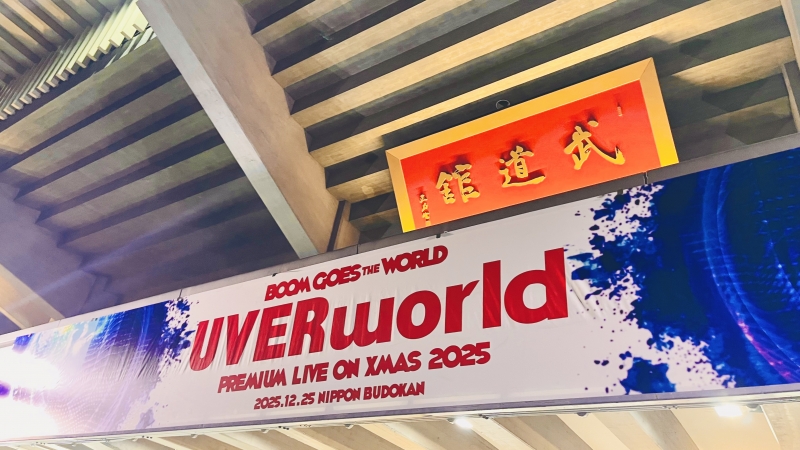 武道館
BOOM GOES THE WORLD
UVERworld
PREMIUM LIVE ON XMAS 2025
2025.12.25 NIPPON BUDOKAN